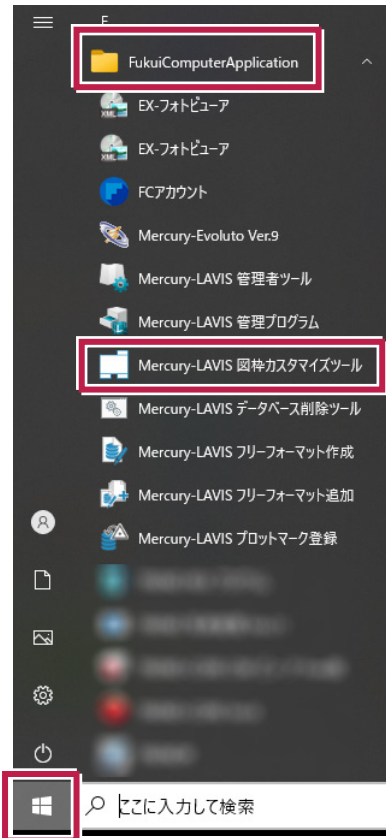 F
FukuiComputerApplication
EX-フォトビューア
EX-フォトビューア
FCアカウント
Mercury-Evoluto Ver.9
Mercury-LAVIS 管理者ツール
Mercury-LAVIS 管理プログラム
Mercury-LAVIS 図枠カスタマイズツール
Mercury-LAVIS データベース削除ツール
Mercury-LAVIS フリーフォーマット作成
Mercury-LAVIS フリーフォーマット追加
Mercury-LAVIS プロットマーク登録
ここに入力して検索